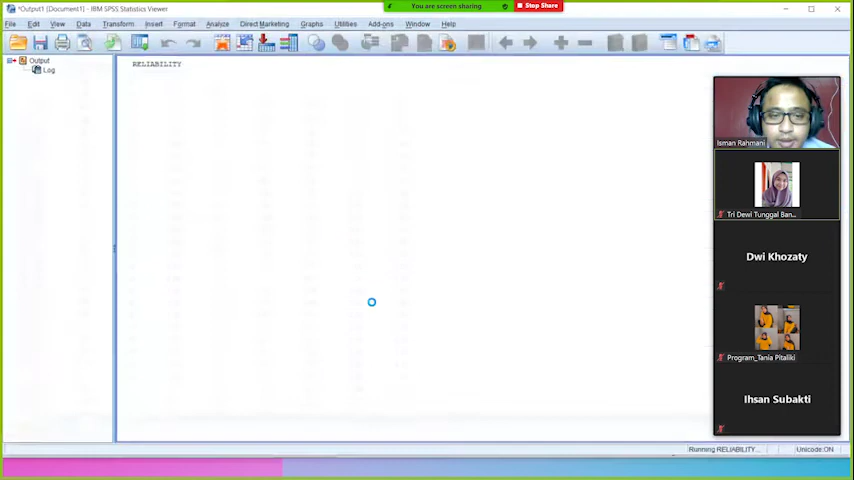 *Output1 [Document1] - IBM SPSS Statistics Viewer
You are screen sharing
Stop Share
File Edit View Data Transform Insert Format Analyze Direct Marketing Graphs Utilities Add-ons Window Help
Output
Log
RELIABILITY
Isman Rahmani
Tri Dewi Tunggal Ban...
Dwi Khozaty
Program_Tania Pitaliki
Ihsan Subakti
Running RELIABILITY...
Unicode:ON